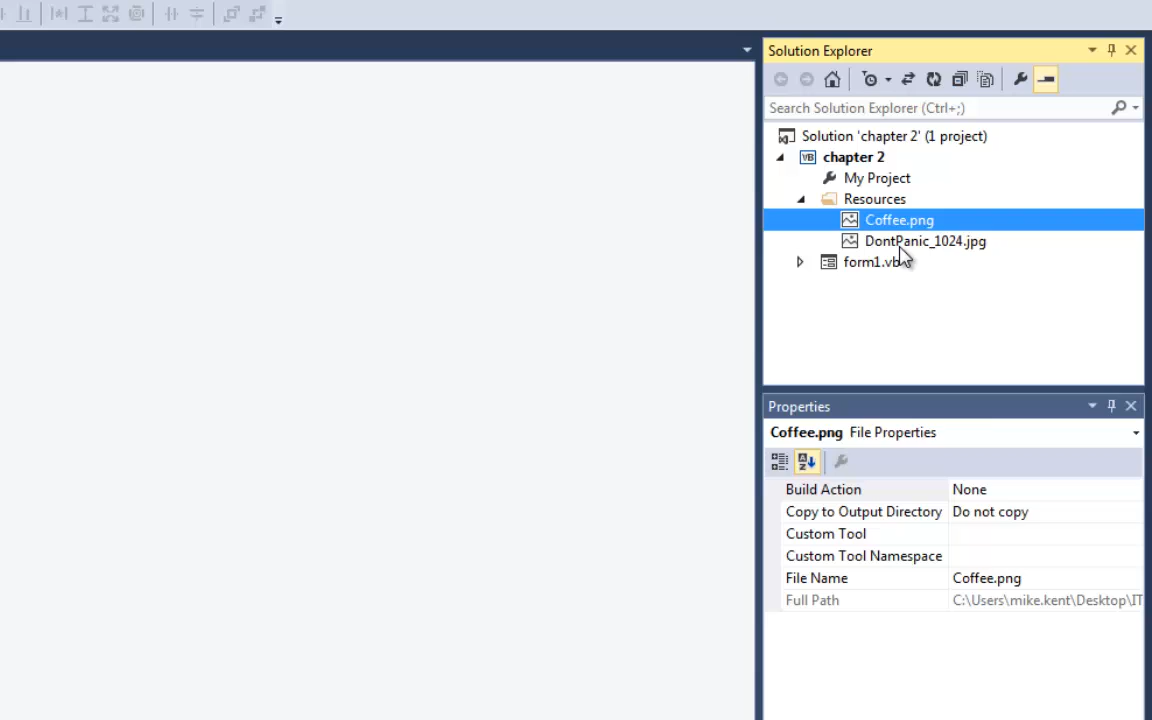 Solution Explorer
Search Solution Explorer (Ctrl+;)
Solution 'chapter 2' (1 project)
VB chapter 2
My Project
Resources
Coffee.png
DontPanic_1024.jpg
form1.vb
Properties
Coffee.png File Properties
Build Action None
Copy to Output Directory Do not copy
Custom Tool
Custom Tool Namespace
File Name Coffee.png
Full Path C:\Users\mike.kent\Desktop\IT